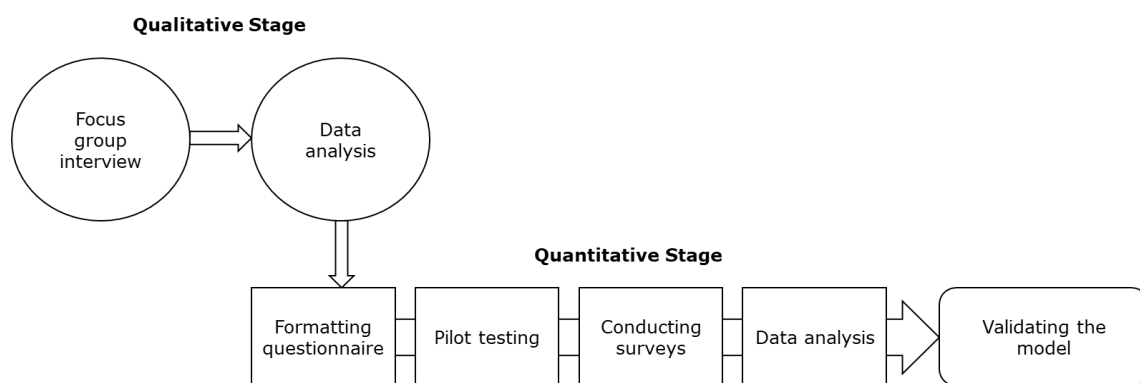 Qualitative Stage
Focus
group
interview
Data
analysis
Quantitative Stage
Formatting
questionnaire
Pilot testing
Conducting
surveys
Data analysis
Validating the
model